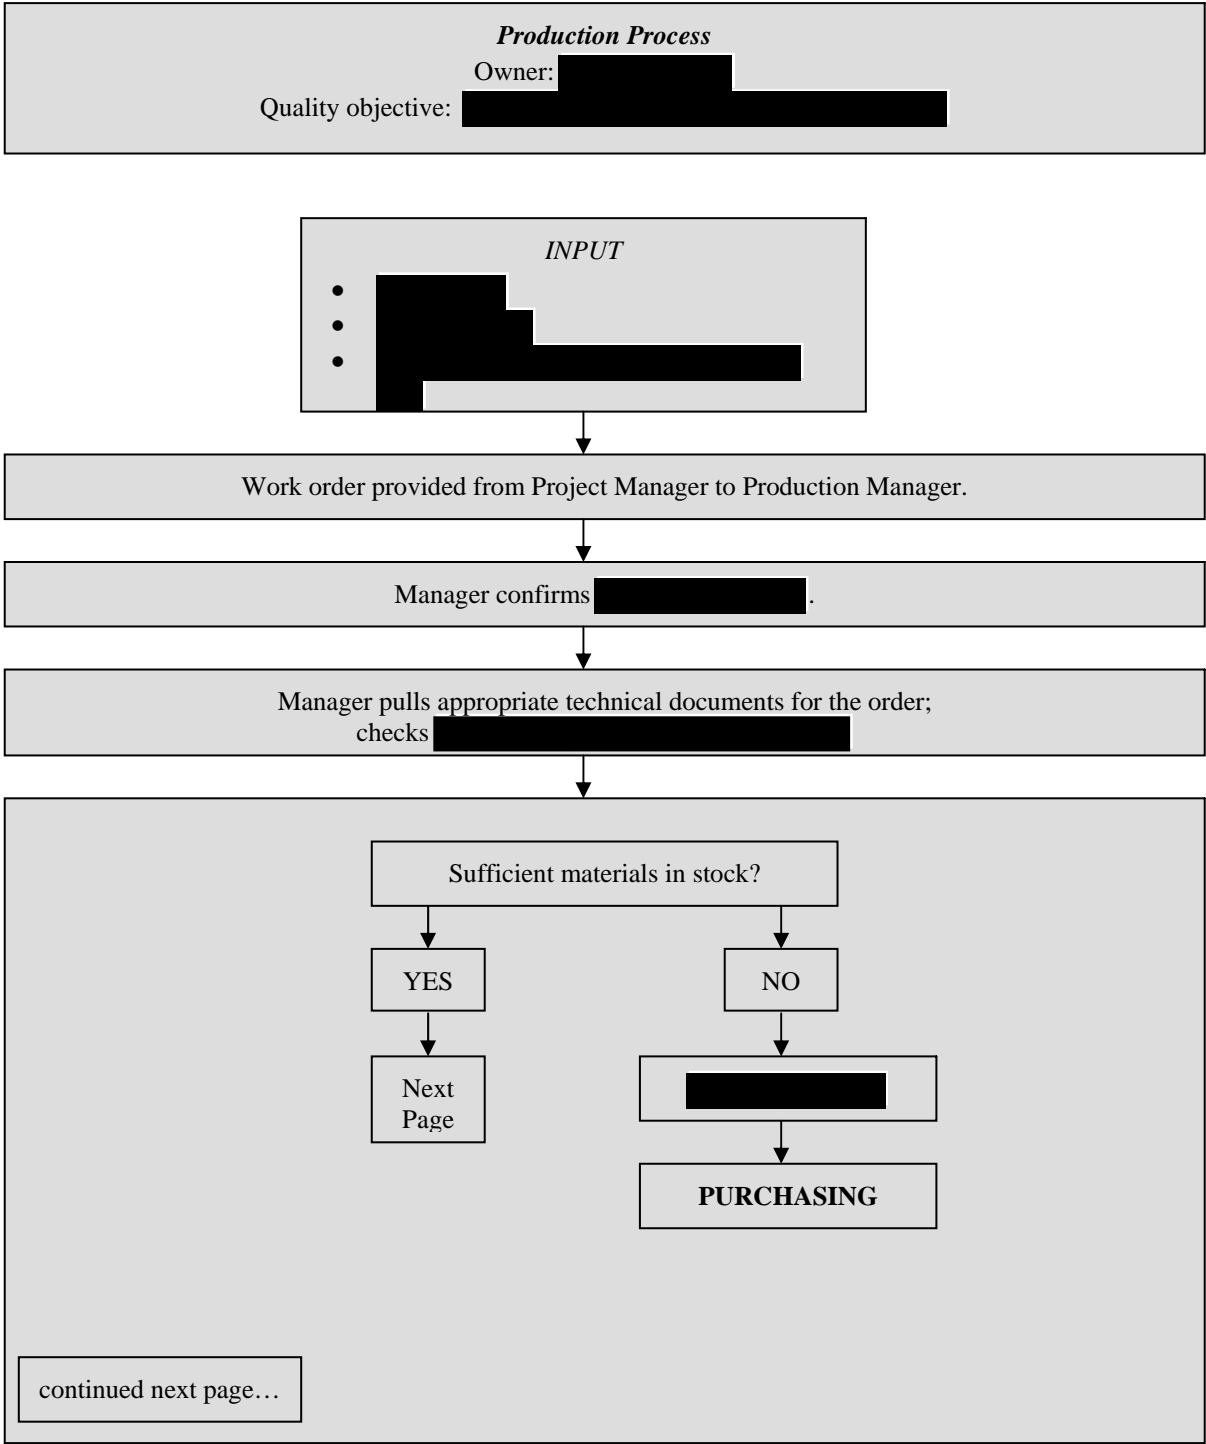 Production Process
Owner:
Quality objective:
INPUT
•
•
•
Work order provided from Project Manager to Production Manager.
Manager confirms .
Manager pulls appropriate technical documents for the order;
checks
Sufficient materials in stock?
YES
NO
Next
Page
PURCHASING
continued next page…